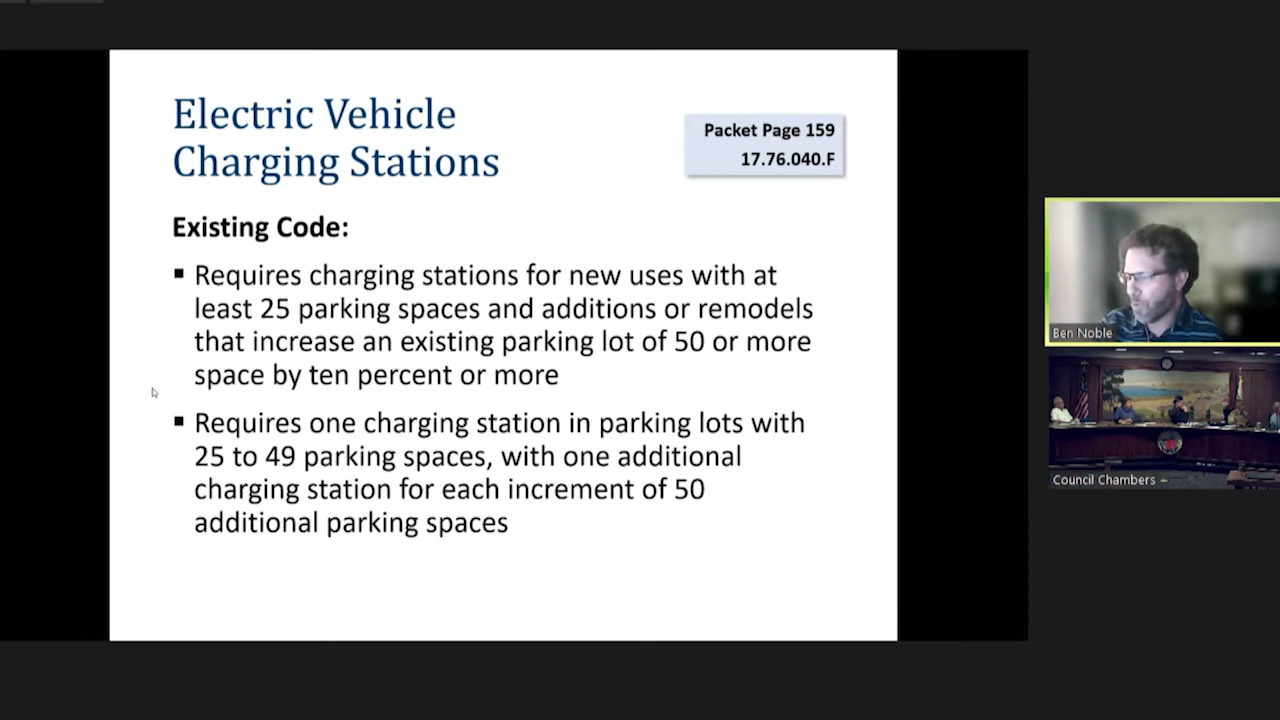 Electric Vehicle
Charging Stations
Packet Page 159
17.76.040.F
Existing Code:
▪ Requires charging stations for new uses with at
least 25 parking spaces and additions or remodels
that increase an existing parking lot of 50 or more
space by ten percent or more
▪ Requires one charging station in parking lots with
25 to 49 parking spaces, with one additional
charging station for each increment of 50
additional parking spaces
Ben Noble
Council Chambers